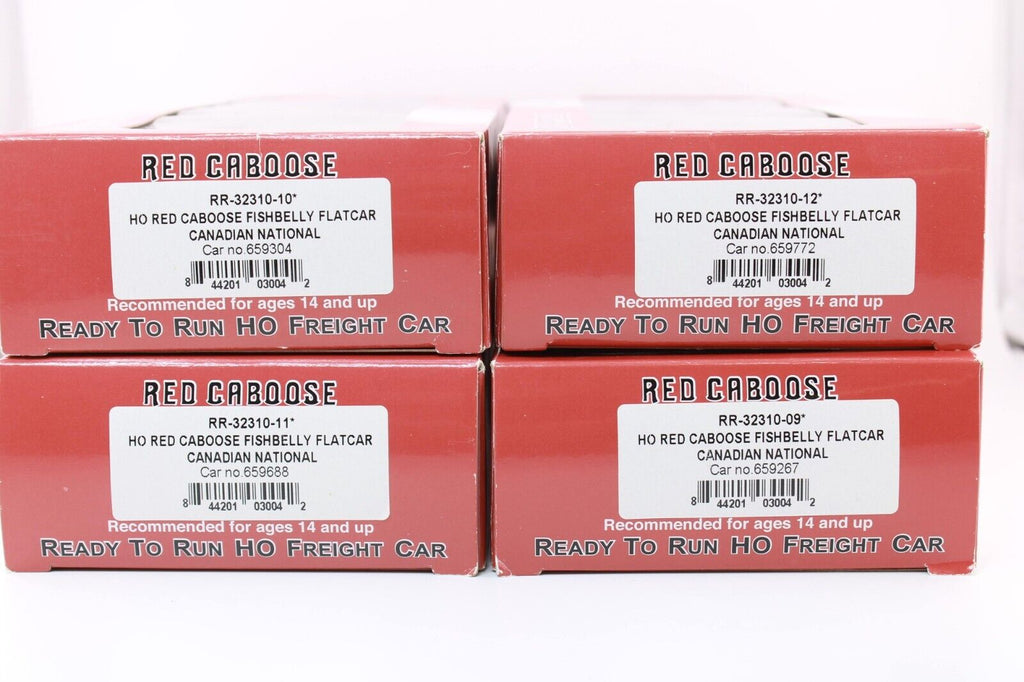 RED CABOOSE
RR-32310-10*
HO RED CABOOSE FISHBELLY FLATCAR
CANADIAN NATIONAL
Car no.659304
8 44201 03004 2
Recommended for ages 14 and up
READY TO RUN HO FREIGHT CAR
RED CABOOSE
RR-32310-12*
HO RED CABOOSE FISHBELLY FLATCAR
CANADIAN NATIONAL
Car no.659772
8 44201 03004 2
Recommended for ages 14 and up
READY TO RUN HO FREIGHT CAR
RED CABOOSE
RR-32310-11*
HO RED CABOOSE FISHBELLY FLATCAR
CANADIAN NATIONAL
Car no.659688
8 44201 03004 2
Recommended for ages 14 and up
READY TO RUN HO FREIGHT CAR
RED CABOOSE
RR-32310-09*
HO RED CABOOSE FISHBELLY FLATCAR
CANADIAN NATIONAL
Car no.659267
8 44201 03004 2
Recommended for ages 14 and up
READY TO RUN HO FREIGHT CAR